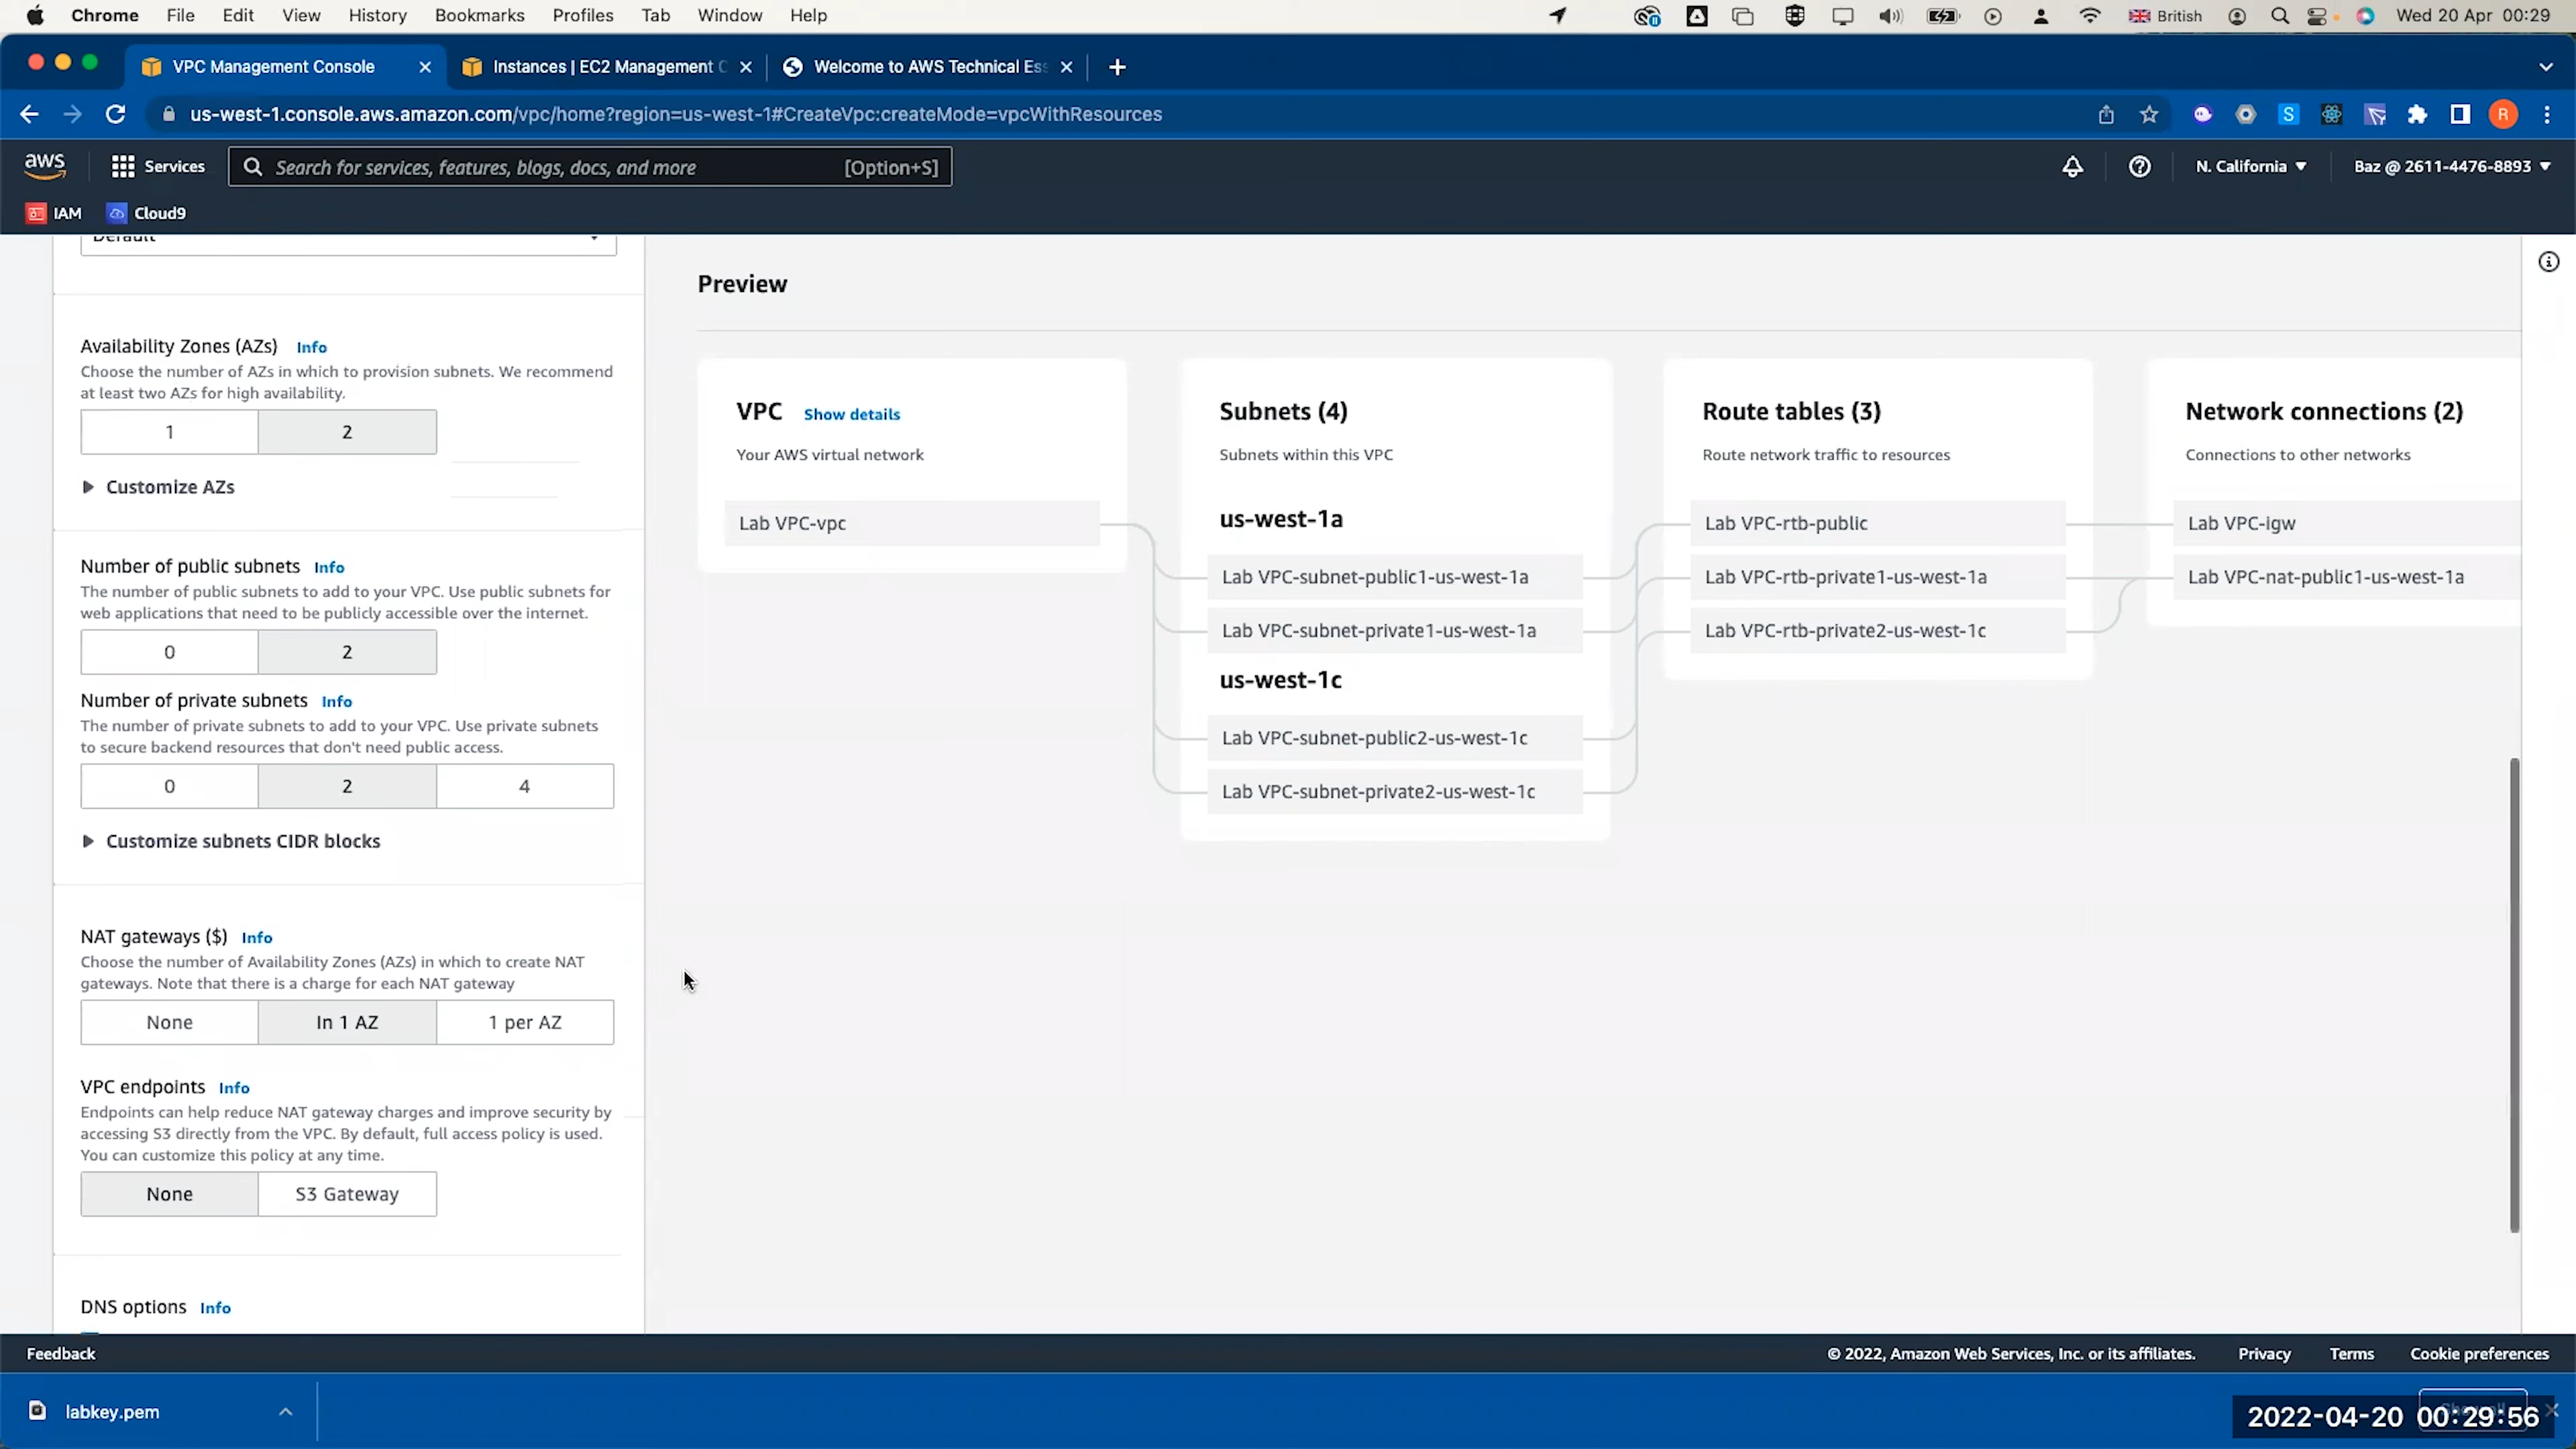 Chrome File Edit View History Bookmarks Profiles Tab Window Help British Wed 20 Apr 00:29
VPC Management Console Instances | EC2 Management C Welcome to AWS Technical Ess
us-west-1.console.aws.amazon.com/vpc/home?region=us-west-1#CreateVpc:createMode=vpcWithResources S R
aws Services Search for services, features, blogs, docs, and more [Option+S] N. California Baz @ 2611-4476-8893
IAM Cloud9
Default
Availability Zones (AZs) Info
Choose the number of AZs in which to provision subnets. We recommend
at least two AZs for high availability.
1 2
Customize AZs
Number of public subnets Info
The number of public subnets to add to your VPC. Use public subnets for
web applications that need to be publicly accessible over the internet.
0 2
Number of private subnets Info
The number of private subnets to add to your VPC. Use private subnets
to secure backend resources that don't need public access.
0 2 4
Customize subnets CIDR blocks
NAT gateways ($) Info
Choose the number of Availability Zones (AZs) in which to create NAT
gateways. Note that there is a charge for each NAT gateway
None In 1 AZ 1 per AZ
VPC endpoints Info
Endpoints can help reduce NAT gateway charges and improve security by
accessing S3 directly from the VPC. By default, full access policy is used.
You can customize this policy at any time.
None S3 Gateway
DNS options Info
Preview
VPC Show details
Your AWS virtual network
Lab VPC-vpc
Subnets (4)
Subnets within this VPC
us-west-1a
Lab VPC-subnet-public1-us-west-1a
Lab VPC-subnet-private1-us-west-1a
us-west-1c
Lab VPC-subnet-public2-us-west-1c
Lab VPC-subnet-private2-us-west-1c
Route tables (3)
Route network traffic to resources
Lab VPC-rtb-public
Lab VPC-rtb-private1-us-west-1a
Lab VPC-rtb-private2-us-west-1c
Network connections (2)
Connections to other networks
Lab VPC-igw
Lab VPC-nat-public1-us-west-1a
Feedback © 2022, Amazon Web Services, Inc. or its affiliates. Privacy Terms Cookie preferences
labkey.pem
2022-04-20 00:29:56